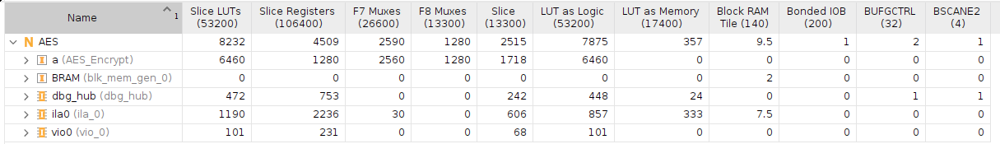 Name 1 Slice LUTs (53200) Slice Registers (106400) F7 Muxes (26600) F8 Muxes (13300) Slice (13300) LUT as Logic (53200) LUT as Memory (17400) Block RAM Tile (140) Bonded IOB (200) BUFGCTRL (32) BSCANE2 (4)
N AES 8232 4509 2590 1280 2515 7875 357 9.5 1 2 1
I a (AES_Encrypt) 6460 1280 2560 1280 1718 6460 0 0 0 0 0
I BRAM (blk_mem_gen_0) 0 0 0 0 0 0 0 2 0 0 0
dbg_hub (dbg_hub) 472 753 0 0 242 448 24 0 0 1 1
ila0 (ila_0) 1190 2236 30 0 606 857 333 7.5 0 0 0
vio0 (vio_0) 101 231 0 0 68 101 0 0 0 0 0